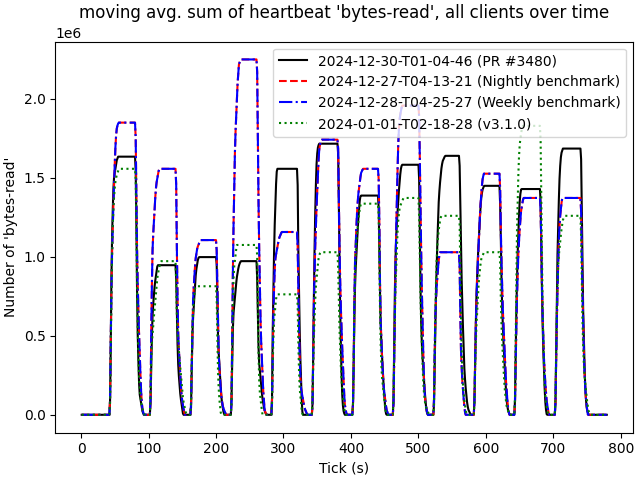 moving avg. sum of heartbeat 'bytes-read', all clients over time
1e6
2024-12-30-T01-04-46 (PR #3480)
2024-12-27-T04-13-21 (Nightly benchmark)
2024-12-28-T04-25-27 (Weekly benchmark)
2024-01-01-T02-18-28 (v3.1.0)
Number of 'bytes-read'
2.0
1.5
1.0
0.5
0.0
0 100 200 300 400 500 600 700 800
Tick (s)